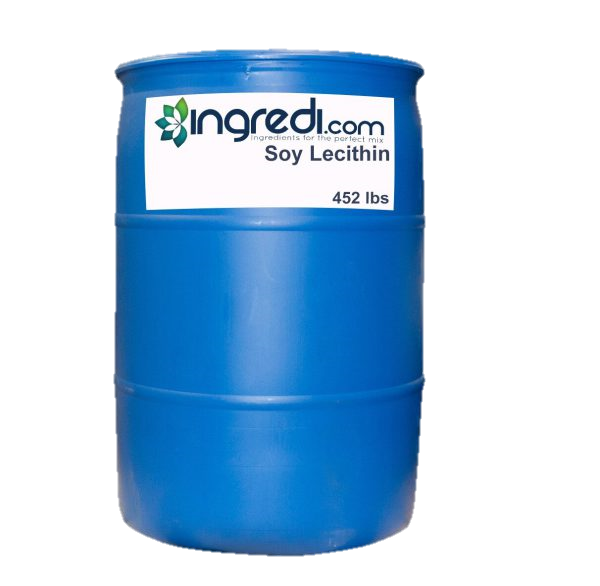 ingredi.com
Ingredients for the perfect mix
Soy Lecithin
452 lbs